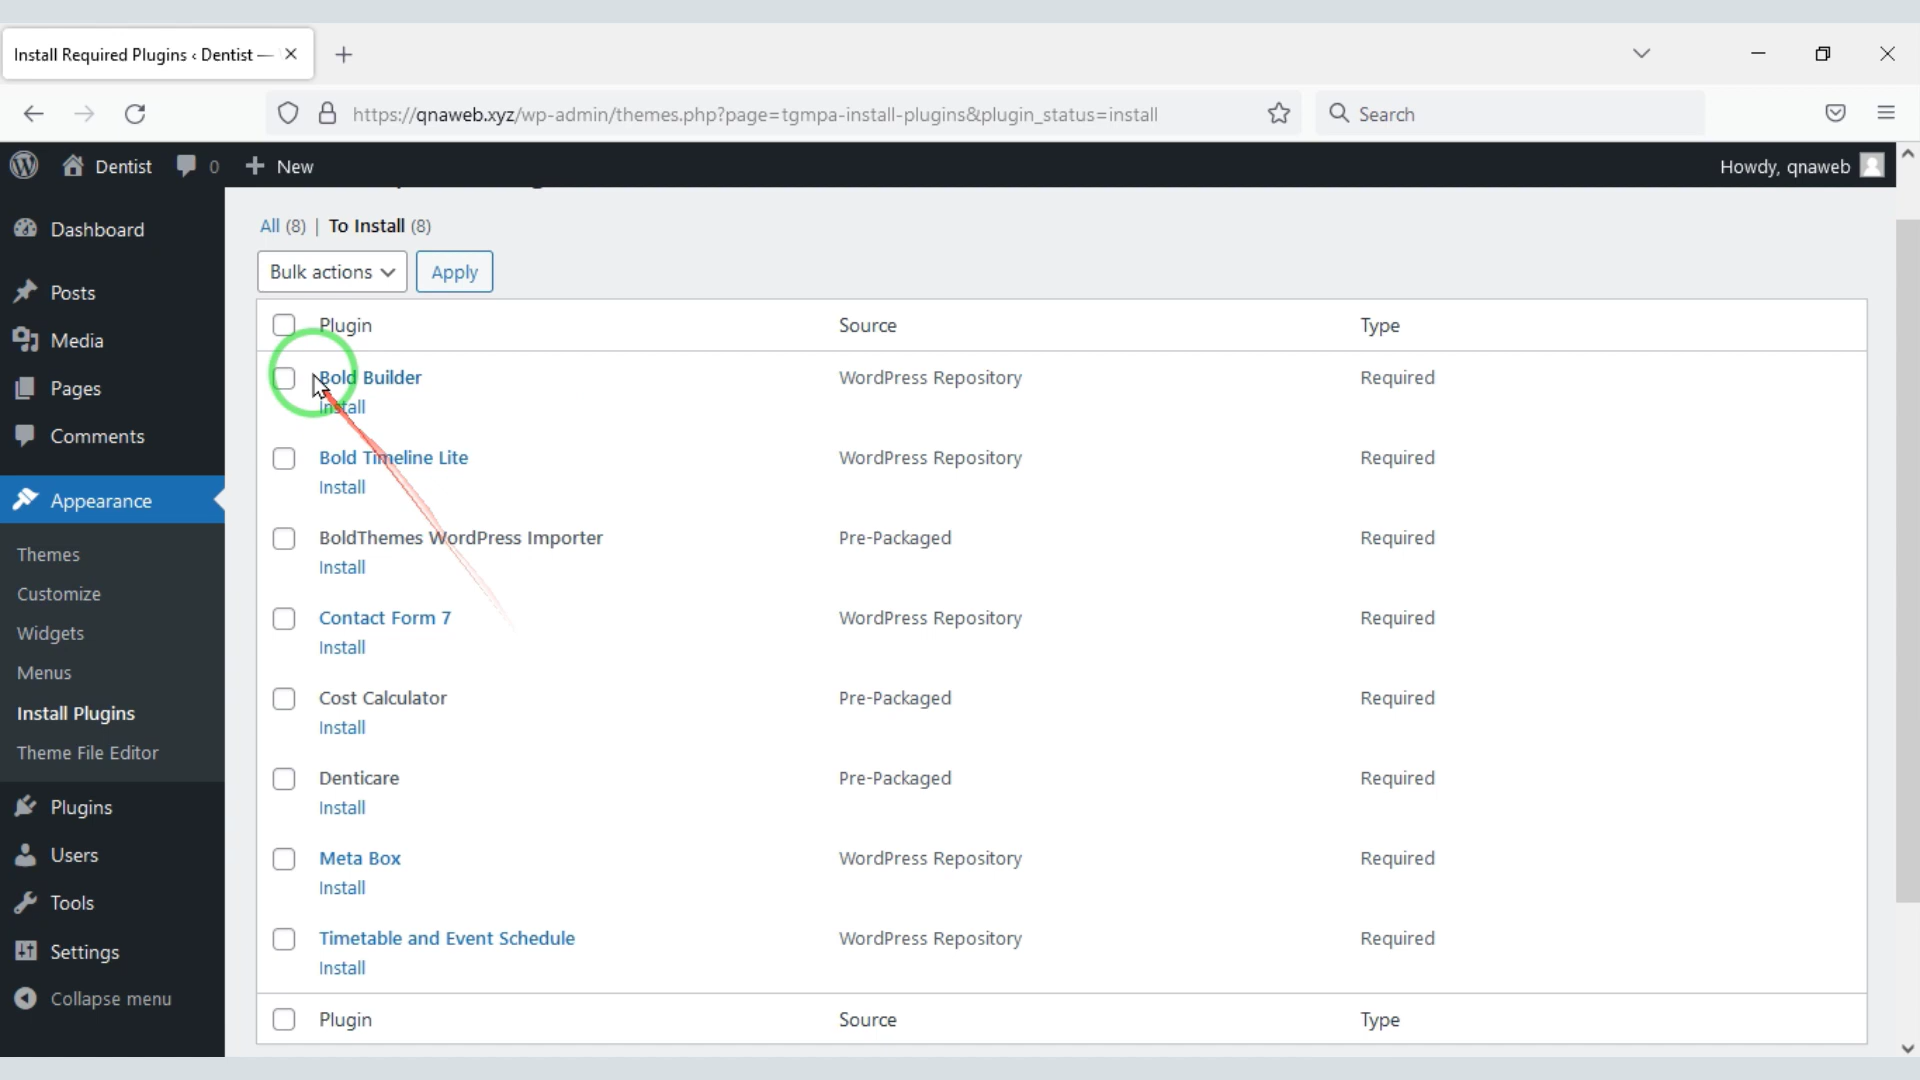 Install Required Plugins ‹ Dentist —
https://qnaweb.xyz/wp-admin/themes.php?page=tgmpa-install-plugins&plugin_status=install
Search
Dentist
0
New
Howdy, qnaweb
Dashboard
Posts
Media
Pages
Comments
Appearance
Themes
Customize
Widgets
Menus
Install Plugins
Theme File Editor
Plugins
Users
Tools
Settings
Collapse menu
All (8) | To Install (8)
Bulk actions
Apply
Plugin Source Type
Bold Builder WordPress Repository Required
Install
Bold Timeline Lite WordPress Repository Required
Install
BoldThemes WordPress Importer Pre-Packaged Required
Install
Contact Form 7 WordPress Repository Required
Install
Cost Calculator Pre-Packaged Required
Install
Denticare Pre-Packaged Required
Install
Meta Box WordPress Repository Required
Install
Timetable and Event Schedule WordPress Repository Required
Install
Plugin Source Type